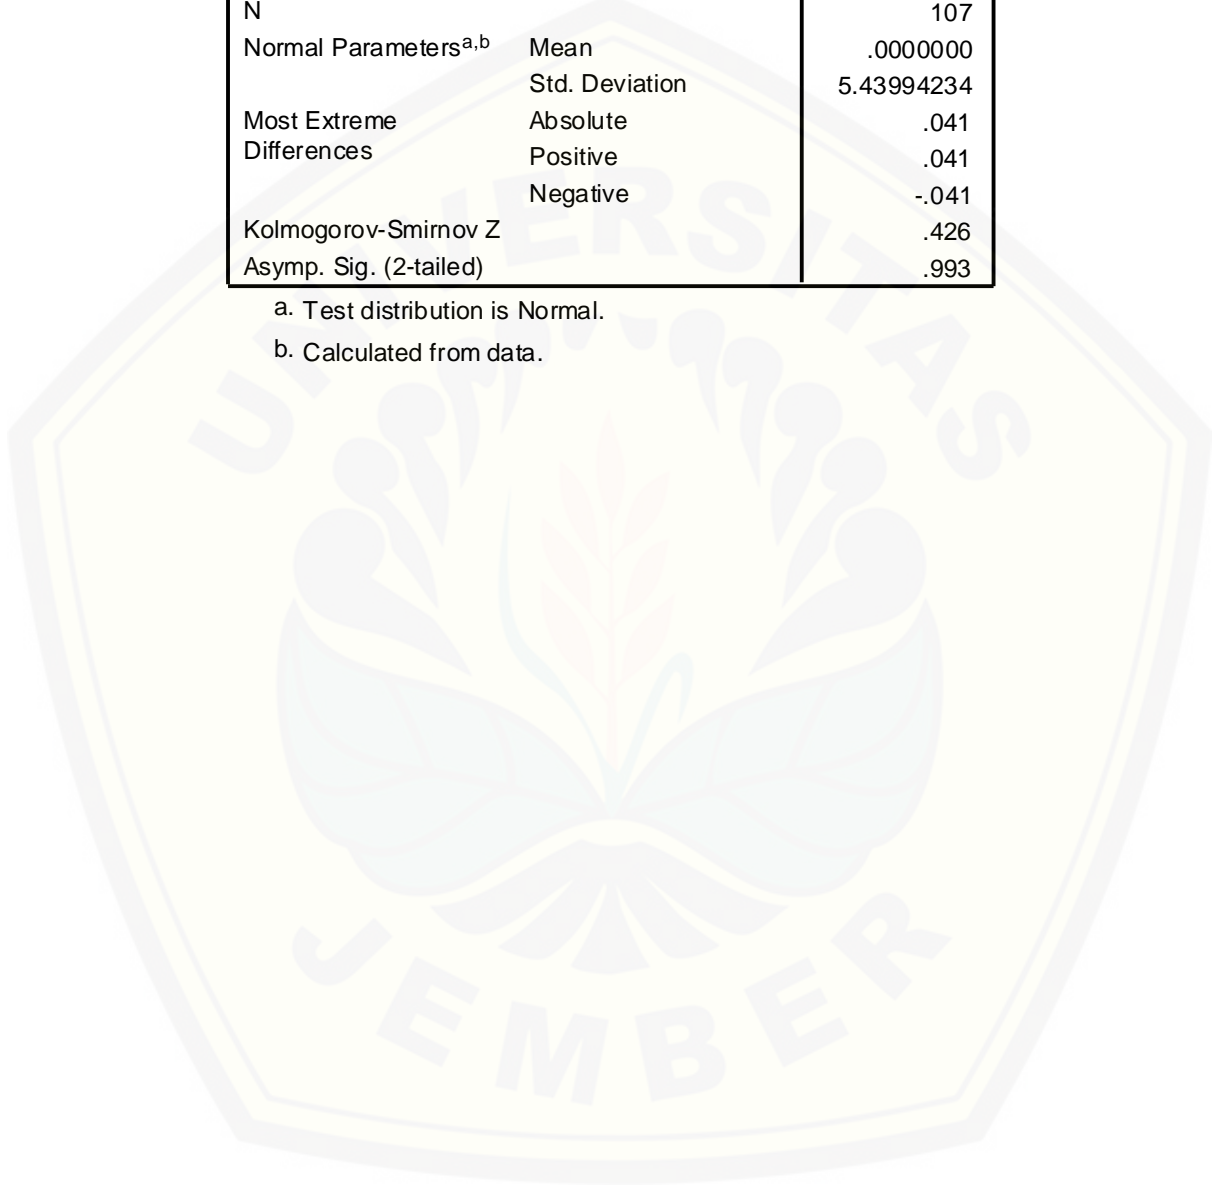 N 107
Normal Parametersa,b Mean .0000000
Std. Deviation 5.43994234
Most Extreme Differences Absolute .041
Positive .041
Negative -.041
Kolmogorov-Smirnov Z .426
Asymp. Sig. (2-tailed) .993
a. Test distribution is Normal.
b. Calculated from data.
UNIVERSITAS
JEMBER